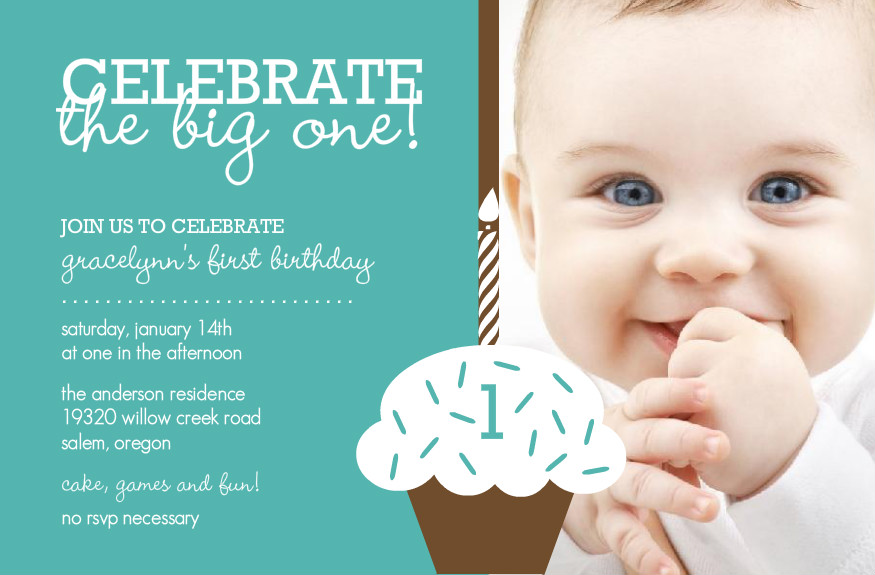 CELEBRATE
the big one!
JOIN US TO CELEBRATE
gracelynn's first birthday
saturday, january 14th
at one in the afternoon
the anderson residence
19320 willow creek road
salem, oregon
cake, games and fun!
no rsvp necessary
1